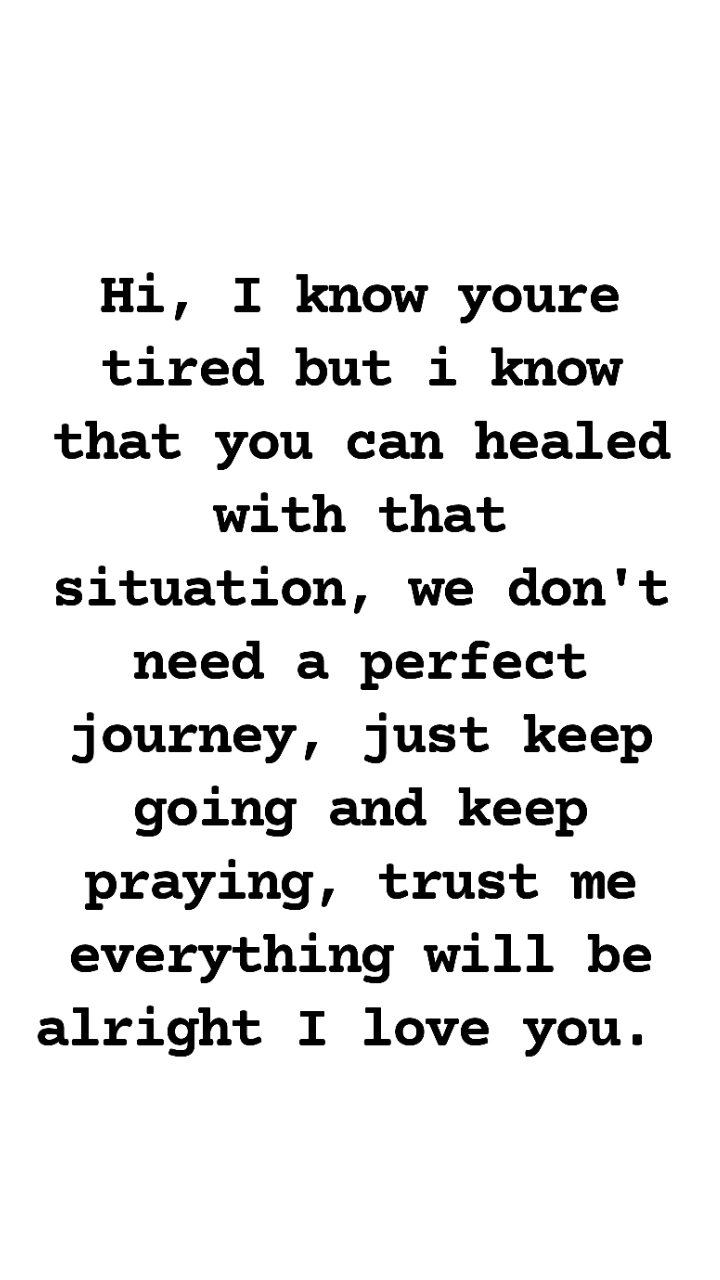 Hi, I know youre
tired but i know
that you can healed
with that
situation, we don't
need a perfect
journey, just keep
going and keep
praying, trust me
everything will be
alright I love you.